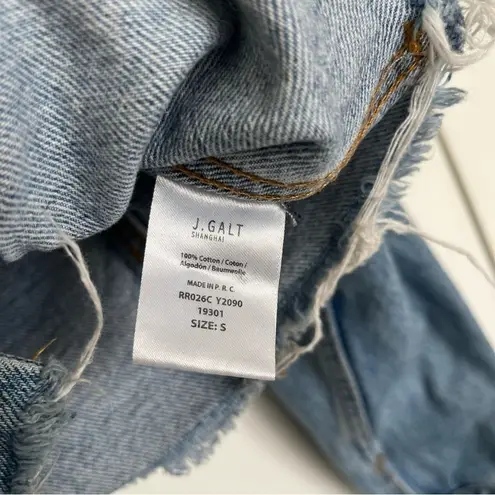 J.GALT
SHANGHAI
100% Cotton / Coton /
Algodón / Baumwolle
MADE IN P. R. C.
RR026C Y2090
19301
SIZE: S